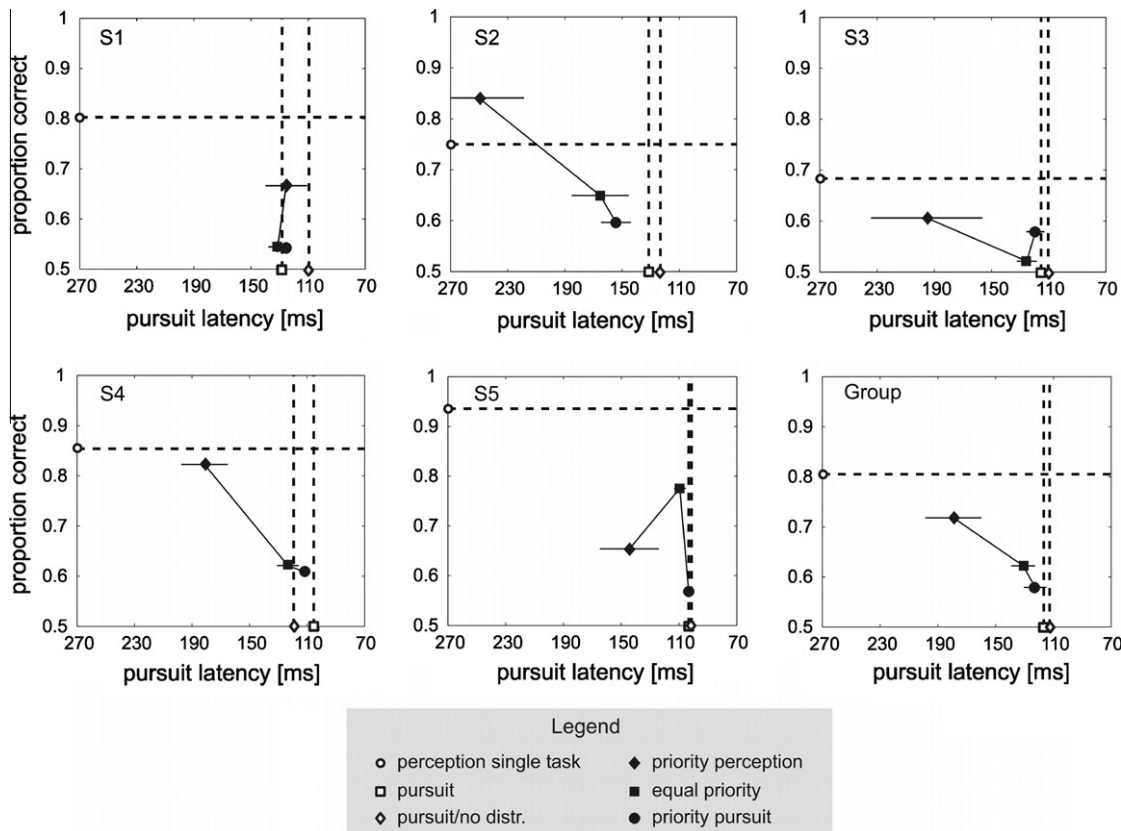 S1
proportion correct
1
0.9
0.8
0.7
0.6
0.5
270 230 190 150 110 70
pursuit latency [ms]
S2
1
0.9
0.8
0.7
0.6
0.5
270 230 190 150 110 70
pursuit latency [ms]
S3
1
0.9
0.8
0.7
0.6
0.5
270 230 190 150 110 70
pursuit latency [ms]
S4
proportion correct
1
0.9
0.8
0.7
0.6
0.5
270 230 190 150 110 70
pursuit latency [ms]
S5
1
0.9
0.8
0.7
0.6
0.5
270 230 190 150 110 70
pursuit latency [ms]
Group
1
0.9
0.8
0.7
0.6
0.5
270 230 190 150 110 70
pursuit latency [ms]
Legend
perception single task
pursuit
pursuit/no distr.
priority perception
equal priority
priority pursuit